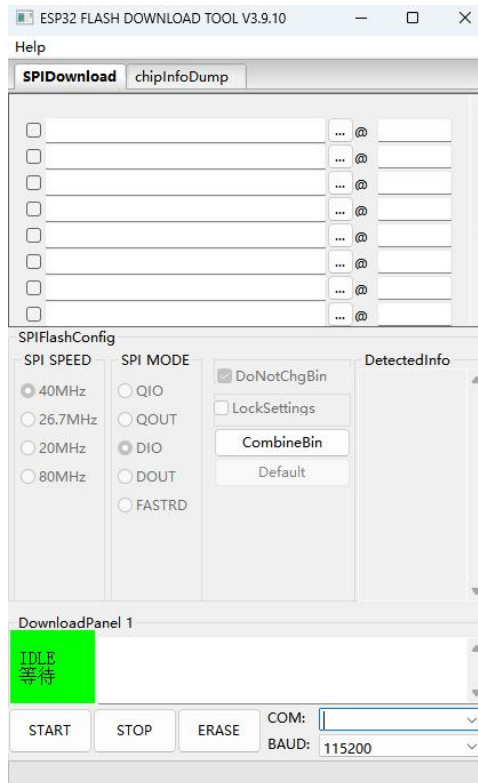 ESP32 FLASH DOWNLOAD TOOL V3.9.10
Help
SPIDownload chipInfoDump
... @
... @
... @
... @
... @
... @
... @
... @
SPIFlashConfig
SPI SPEED SPI MODE DetectedInfo
40MHz QIO DoNotChgBin
26.7MHz QOUT LockSettings
20MHz DIO CombineBin
80MHz DOUT Default
FASTRD
DownloadPanel 1
IDLE
等待
START STOP ERASE COM:
BAUD: 115200